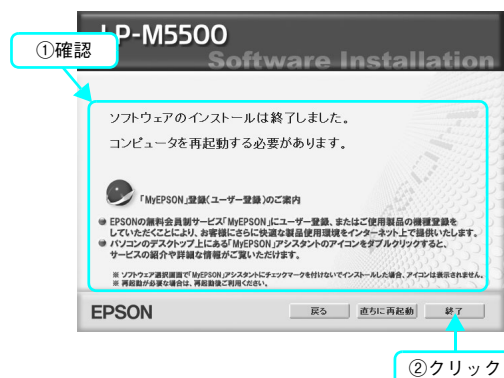 LP-M5500
Software Installation
①確認
ソフトウェアのインストールは終了しました。
コンピュータを再起動する必要があります。
「MyEPSON」登録(ユーザー登録)のご案内
EPSONの無料会員制サービス「MyEPSON」にユーザー登録、またはご使用製品の機種登録を
していただくことにより、お客様にさらに快適な製品使用環境をインターネット上で提供いたします。
パソコンのデスクトップ上にある「MyEPSON」アシスタントのアイコンをダブルクリックすると、
サービスの紹介や詳細な情報がご覧いただけます。
※ ソフトウェア選択画面で「MyEPSON」アシスタントにチェックマークを付けないでインストールした場合、アイコンは表示されません。
※ 再起動が必要な場合は、再起動後ご利用ください。
EPSON
戻る
直ちに再起動
終了
②クリック